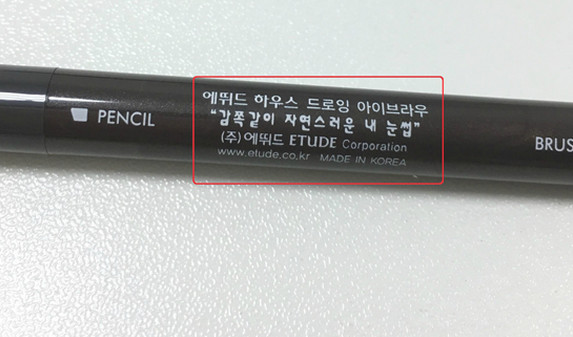 PENCIL
에뛰드 하우스 드로잉 아이브라우
“감쪽같이 자연스러운 내 눈썹”
(주)에뛰드 ETUDE Corporation
www.etude.co.kr MADE IN KOREA
BRUS